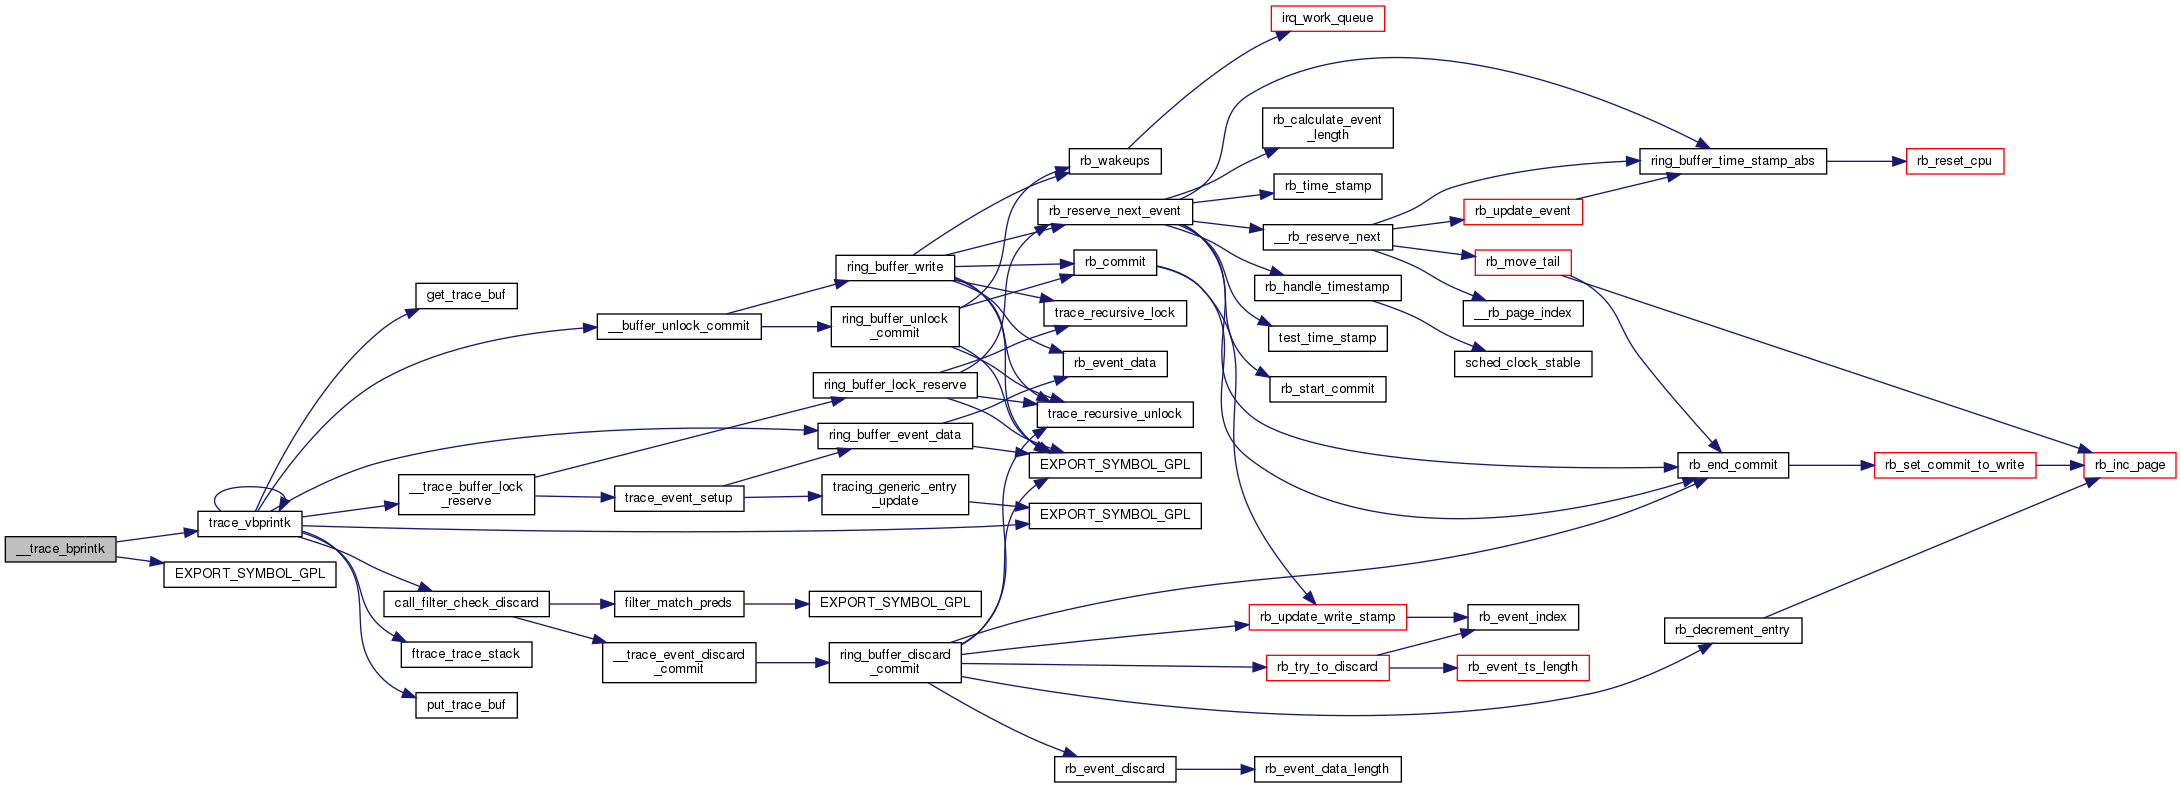 __trace_bprintk
trace_vbprintk
EXPORT_SYMBOL_GPL
get_trace_buf
__trace_buffer_lock
_reserve
call_filter_check_discard
ftrace_trace_stack
put_trace_buf
__buffer_unlock_commit
trace_event_setup
filter_match_preds
__trace_event_discard
_commit
ring_buffer_write
ring_buffer_unlock
_commit
ring_buffer_lock_reserve
ring_buffer_event_data
tracing_generic_entry
_update
EXPORT_SYMBOL_GPL
ring_buffer_discard
_commit
rb_wakeups
rb_reserve_next_event
rb_commit
trace_recursive_lock
rb_event_data
trace_recursive_unlock
EXPORT_SYMBOL_GPL
EXPORT_SYMBOL_GPL
rb_event_discard
irq_work_queue
rb_calculate_event
_length
rb_time_stamp
__rb_reserve_next
rb_handle_timestamp
test_time_stamp
rb_start_commit
rb_update_write_stamp
rb_try_to_discard
rb_event_data_length
rb_update_event
rb_move_tail
__rb_page_index
sched_clock_stable
rb_event_index
rb_event_ts_length
ring_buffer_time_stamp_abs
rb_end_commit
rb_decrement_entry
rb_reset_cpu
rb_set_commit_to_write
rb_inc_page